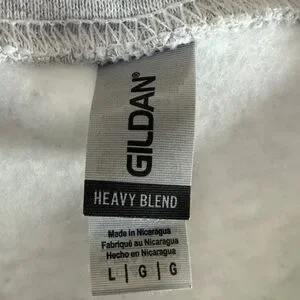 GILDAN®
HEAVY BLEND
Made in Nicaragua
Fabriqué au Nicaragua
Hecho en Nicaragua
L | G | G